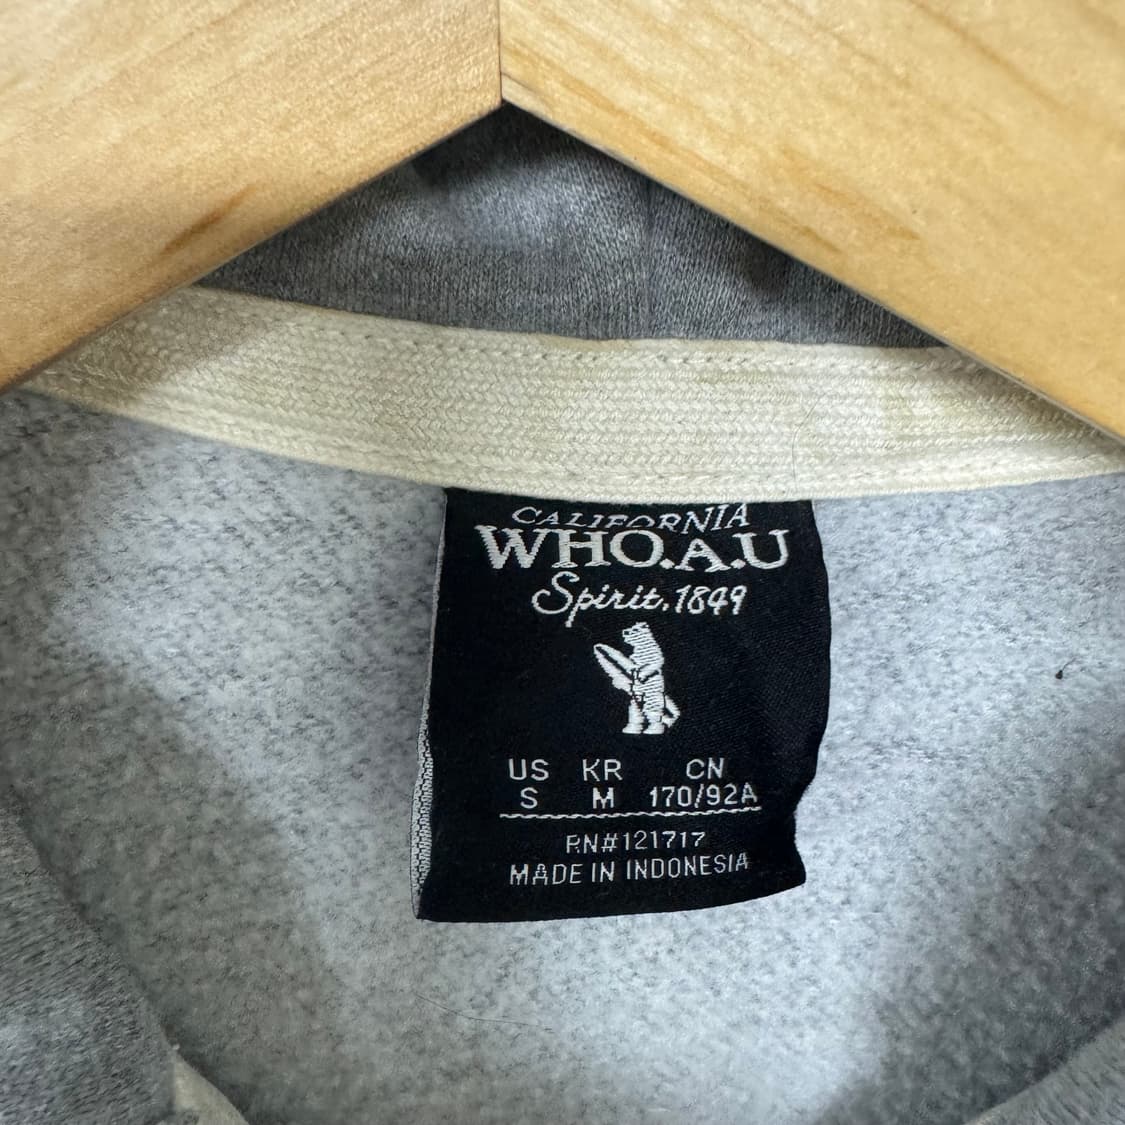 CALIFORNIA
WHO.A.U
Spirit.1849
US KR CN
S M 170/92A
RN#121717
MADE IN INDONESIA